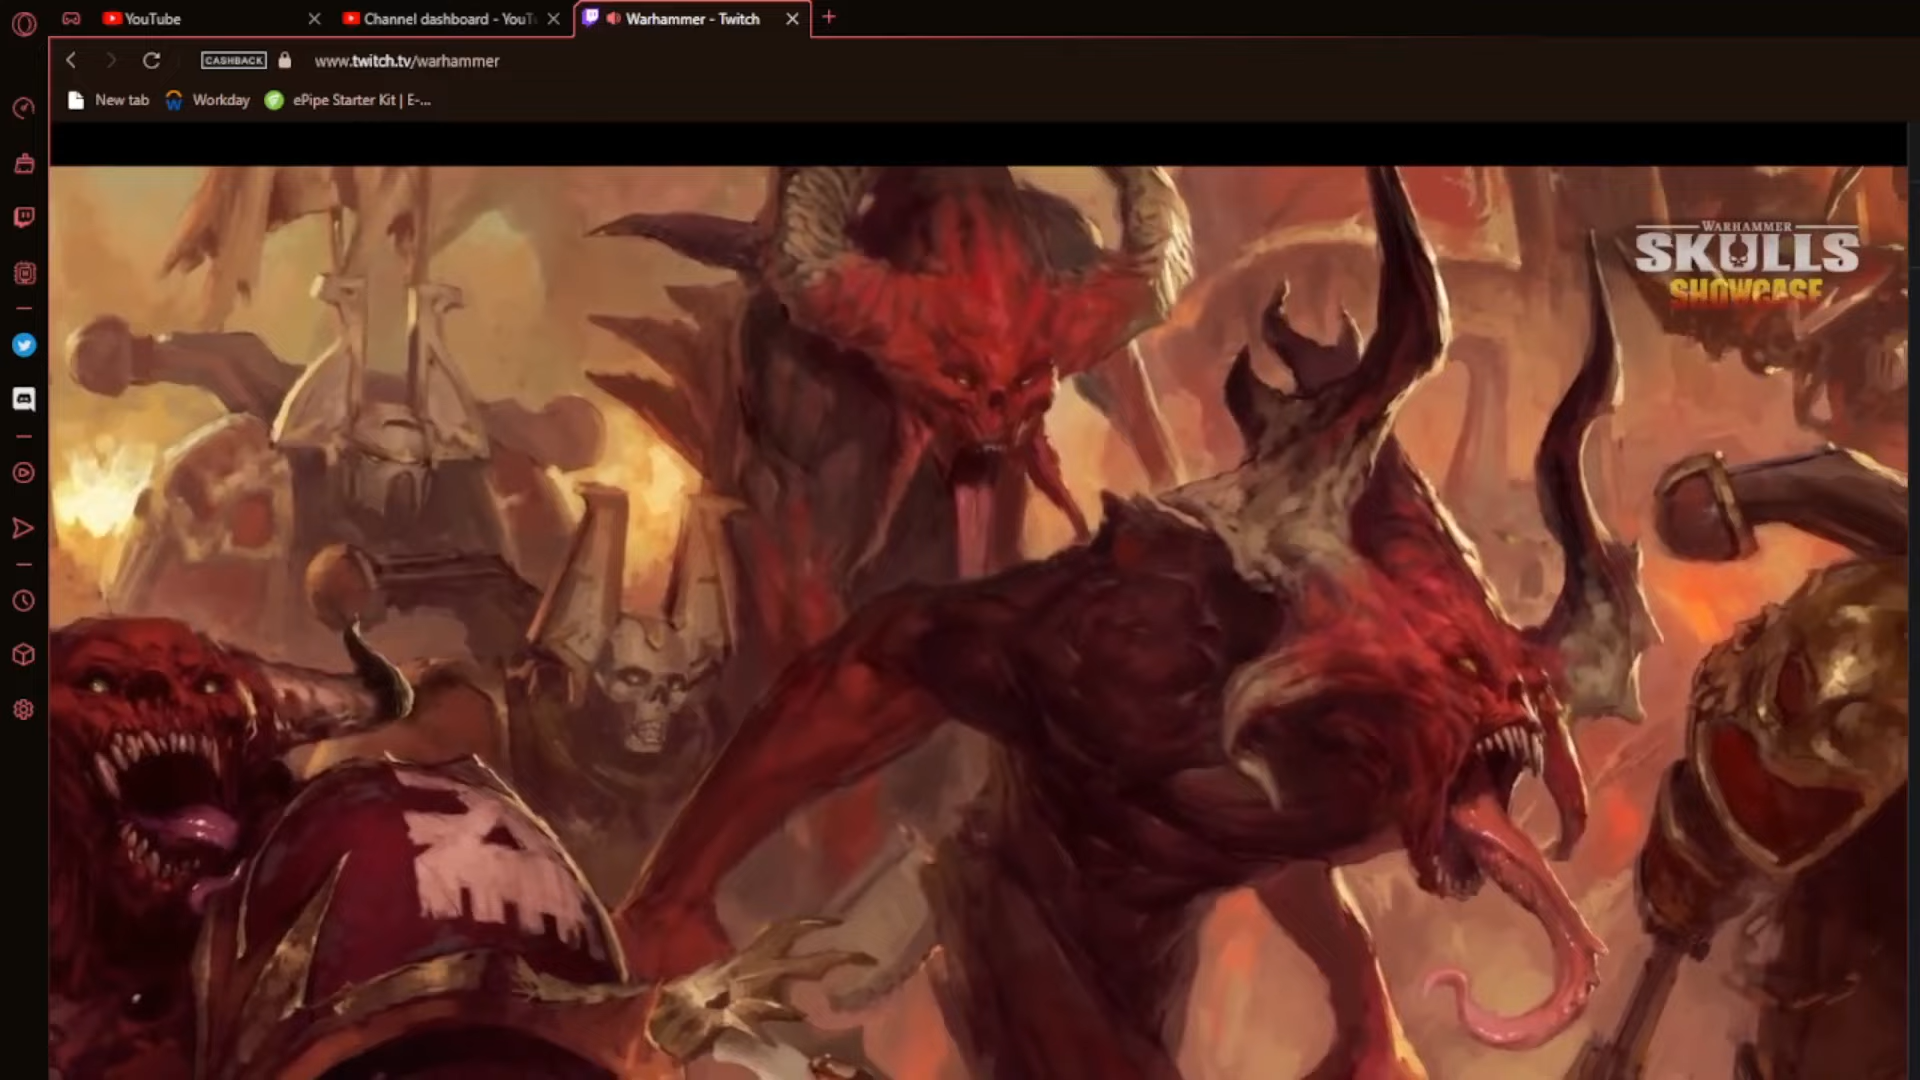 YouTube
Channel dashboard - YouT
Warhammer - Twitch
CASHBACK
www.twitch.tv/warhammer
New tab
Workday
ePipe Starter Kit | E-...
WARHAMMER
SKULLS
SHOWCASE